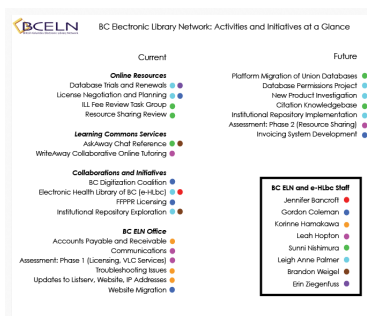 BCELN
BC Electronic Library Network: Activities and Initiatives at a Glance
Current
Online Resources
Database Trials and Renewals
License Negotiation and Planning
ILL Fee Review Task Group
Resource Sharing Review
Learning Commons Services
AskAway Chat Reference
WriteAway Collaborative Online Tutoring
Collaborations and Initiatives
BC Digitization Coalition
Electronic Health Library of BC (e-HLbc)
FFPPR Licensing
Institutional Repository Exploration
BC ELN Office
Accounts Payable and Receivable
Communications
Assessment: Phase 1 (Licensing, VLC Services)
Troubleshooting Issues
Updates to Listserv, Website, IP Addresses
Website Migration
Future
Platform Migration of Union Databases
Database Permissions Project
New Product Investigation
Citation Knowledgebase
Institutional Repository Implementation
Assessment: Phase 2 (Resource Sharing)
Invoicing System Development
BC ELN and e-HLbc Staff
Jennifer Bancroft
Gordon Coleman
Korinne Hamakawa
Leah Hopton
Sunni Nishimura
Leigh Anne Palmer
Brandon Weigel
Erin Ziegenfuss